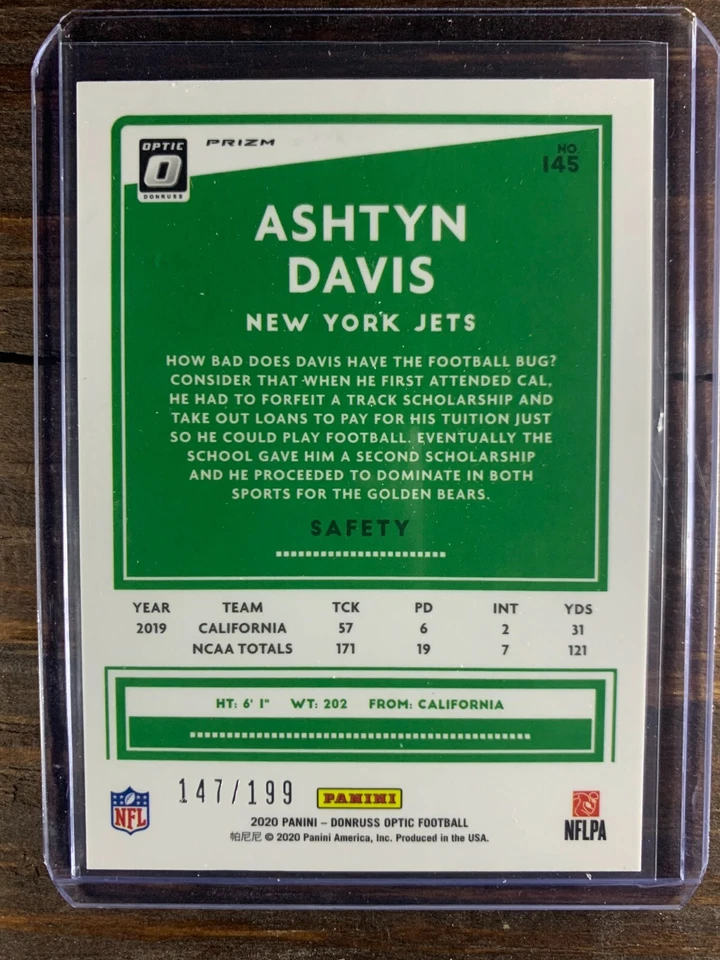 OPTIC
O
DONRUSS
PRIZM
NO.
145
ASHTYN
DAVIS
NEW YORK JETS
HOW BAD DOES DAVIS HAVE THE FOOTBALL BUG?
CONSIDER THAT WHEN HE FIRST ATTENDED CAL,
HE HAD TO FORFEIT A TRACK SCHOLARSHIP AND
TAKE OUT LOANS TO PAY FOR HIS TUITION JUST
SO HE COULD PLAY FOOTBALL. EVENTUALLY THE
SCHOOL GAVE HIM A SECOND SCHOLARSHIP
AND HE PROCEEDED TO DOMINATE IN BOTH
SPORTS FOR THE GOLDEN BEARS.
SAFETY
YEAR TEAM TCK PD INT YDS
2019 CALIFORNIA 57 6 2 31
NCAA TOTALS 171 19 7 121
HT: 6' 1" WT: 202 FROM: CALIFORNIA
NFL
147/199
PANINI
NFLPA
2020 PANINI – DONRUSS OPTIC FOOTBALL
帕尼尼 © 2020 Panini America, Inc. Produced in the USA.